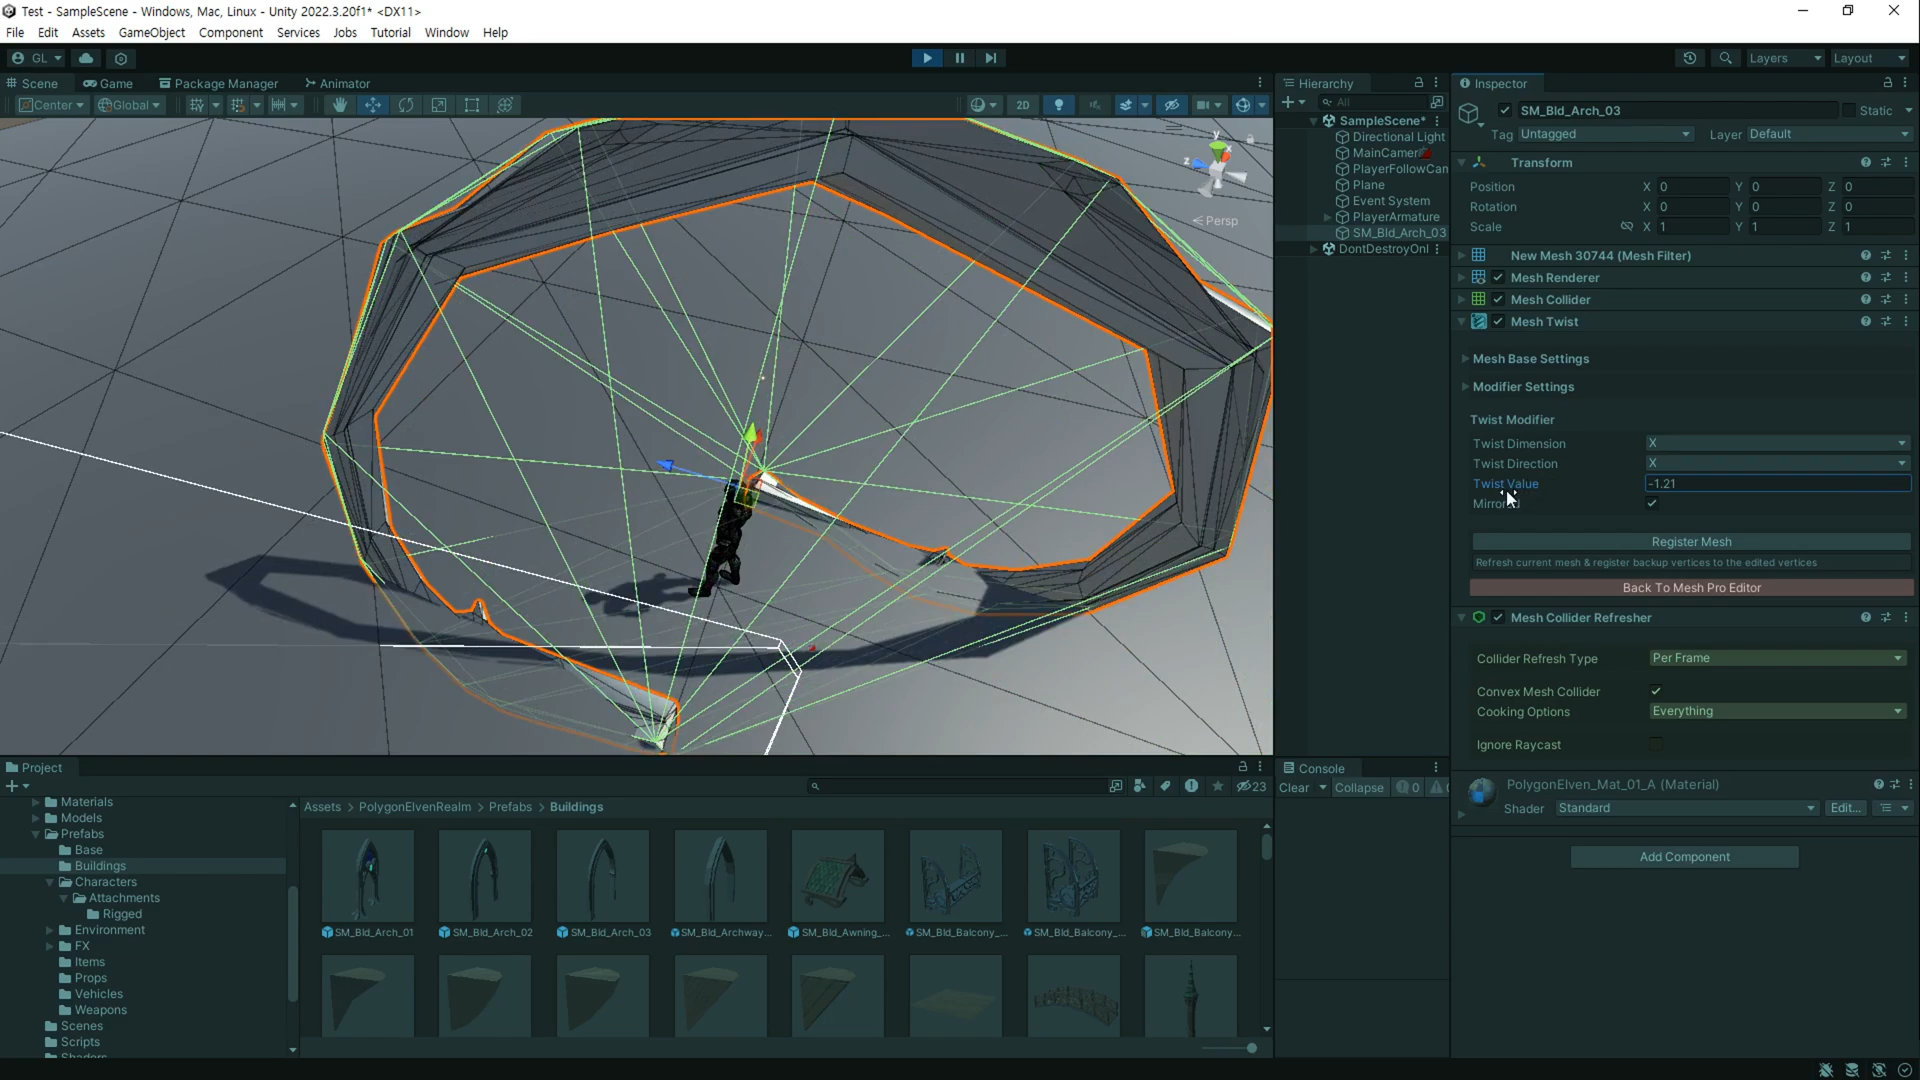 Test - SampleScene - Windows, Mac, Linux - Unity 2022.3.20f1* <DX11>
File Edit Assets GameObject Component Services Jobs Tutorial Window Help
GL
Layers Layout
Scene Game Package Manager Animator
Center Global 2D
y
x
z
Persp
Hierarchy
All
SampleScene*
Directional Light
MainCamer
PlayerFollowCan
Plane
Event System
PlayerArmature
SM_Bld_Arch_03
DontDestroyOnl
Inspector
SM_Bld_Arch_03 Static
Tag Untagged Layer Default
Transform
Position X 0 Y 0 Z 0
Rotation X 0 Y 0 Z 0
Scale X 1 Y 1 Z 1
New Mesh 30744 (Mesh Filter)
Mesh Renderer
Mesh Collider
Mesh Twist
Mesh Base Settings
Modifier Settings
Twist Modifier
Twist Dimension X
Twist Direction X
Twist Value -1.21
Mirror
Register Mesh
Refresh current mesh & register backup vertices to the edited vertices
Back To Mesh Pro Editor
Mesh Collider Refresher
Collider Refresh Type Per Frame
Convex Mesh Collider
Cooking Options Everything
Ignore Raycast
PolygonElven_Mat_01_A (Material)
Shader Standard Edit...
Add Component
Project
23
Materials
Models
Prefabs
Base
Buildings
Characters
Attachments
Rigged
Environment
FX
Items
Props
Vehicles
Weapons
Scenes
Scripts
Shaders
Assets > PolygonElvenRealm > Prefabs > Buildings
SM_Bld_Arch_01 SM_Bld_Arch_02 SM_Bld_Arch_03 SM_Bld_Archway... SM_Bld_Awning_... SM_Bld_Balcony_... SM_Bld_Balcony_... SM_Bld_Balcony...
Console
Clear Collapse 0